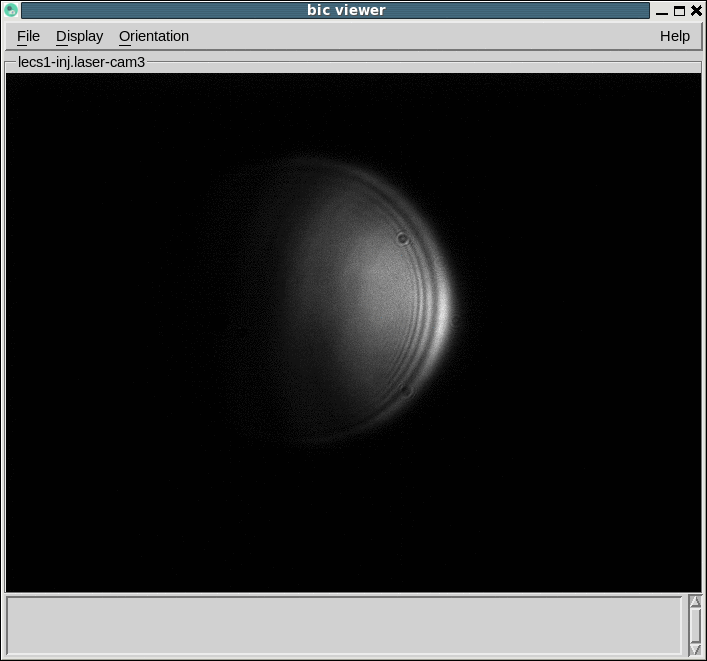 bic viewer
File Display Orientation Help
lecs1-inj.laser-cam3